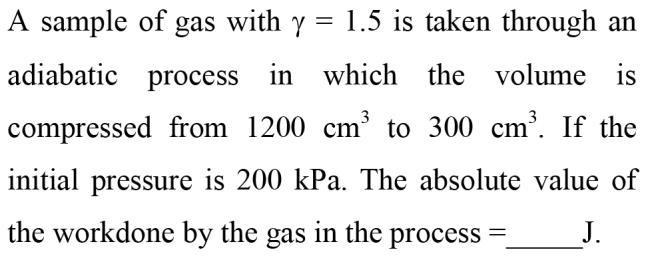 A sample of gas with γ = 1.5 is taken through an
adiabatic process in which the volume is
compressed from 1200 cm³ to 300 cm³. If the
initial pressure is 200 kPa. The absolute value of
the workdone by the gas in the process =_____J.